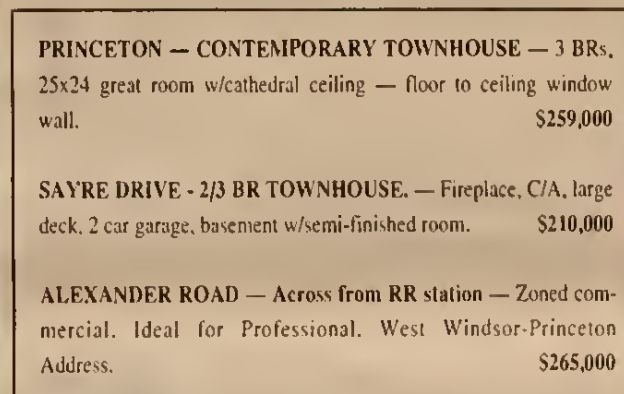 PRINCETON — CONTEMPORARY TOWNHOUSE — 3 BRs,
25x24 great room w/cathedral ceiling — floor to ceiling window
wall. $259,000
SAYRE DRIVE - 2/3 BR TOWNHOUSE. — Fireplace, C/A, large
deck, 2 car garage, basement w/semi-finished room. $210,000
ALEXANDER ROAD — Across from RR station — Zoned com-
mercial. Ideal for Professional. West Windsor-Princeton
Address. $265,000